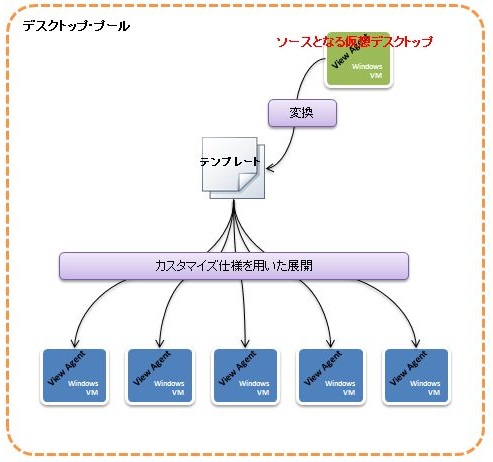 デスクトップ・プール
ソースとなる仮想デスクトップ
View Agent
Windows
VM
変換
テンプレート
カスタマイズ仕様を用いた展開
View Agent
Windows
VM
View Agent
Windows
VM
View Agent
Windows
VM
View Agent
Windows
VM
View Agent
Windows
VM